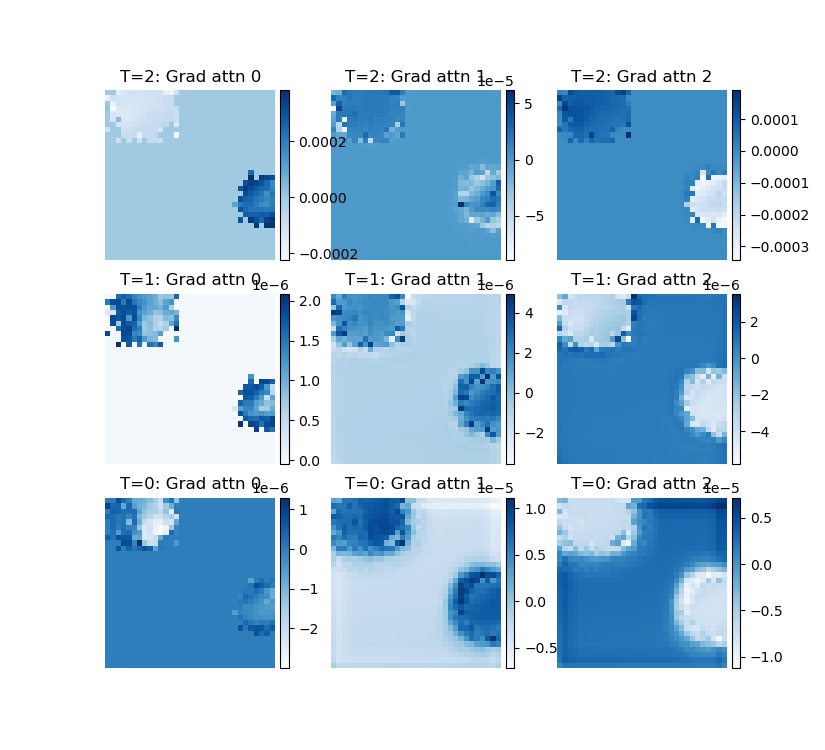 T=2: Grad attn 0
T=2: Grad attn 1
1e−5
T=2: Grad attn 2
0.0002
0.0000
−0.0002
5
0
−5
0.0001
0.0000
−0.0001
−0.0002
−0.0003
T=1: Grad attn 0
1e−6
T=1: Grad attn 1
1e−6
T=1: Grad attn 2
1e−6
2.0
1.5
1.0
0.5
0.0
4
2
0
−2
2
0
−2
−4
T=0: Grad attn 0
1e−6
T=0: Grad attn 1
1e−5
T=0: Grad attn 2
1e−5
1
0
−1
−2
1.0
0.5
0.0
−0.5
0.5
0.0
−0.5
−1.0